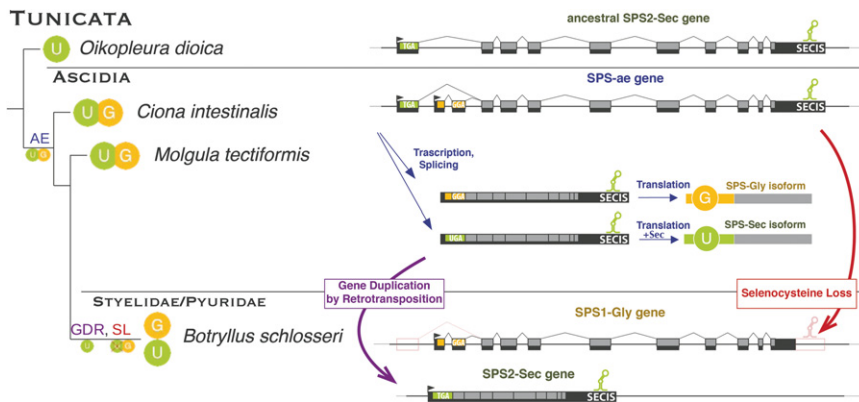 TUNICATA
ancestral SPS2-Sec gene
U
Oikopleura dioica
TGA
SECIS
ASCIDIA
SPS-ae gene
U G
Ciona intestinalis
TGA
GGA
SECIS
AE
U G
U G
Molgula tectiformis
Trascription,
Splicing
GGA
SECIS
Translation
G
SPS-Gly isoform
UGA
SECIS
Translation
+Sec
U
SPS-Sec isoform
Gene Duplication
by Retrotransposition
Selenocysteine Loss
STYELIDAE/PYURIDAE
SPS1-Gly gene
GDR, SL
U
G
G
U
Botryllus schlosseri
GGA
SPS2-Sec gene
TGA
SECIS